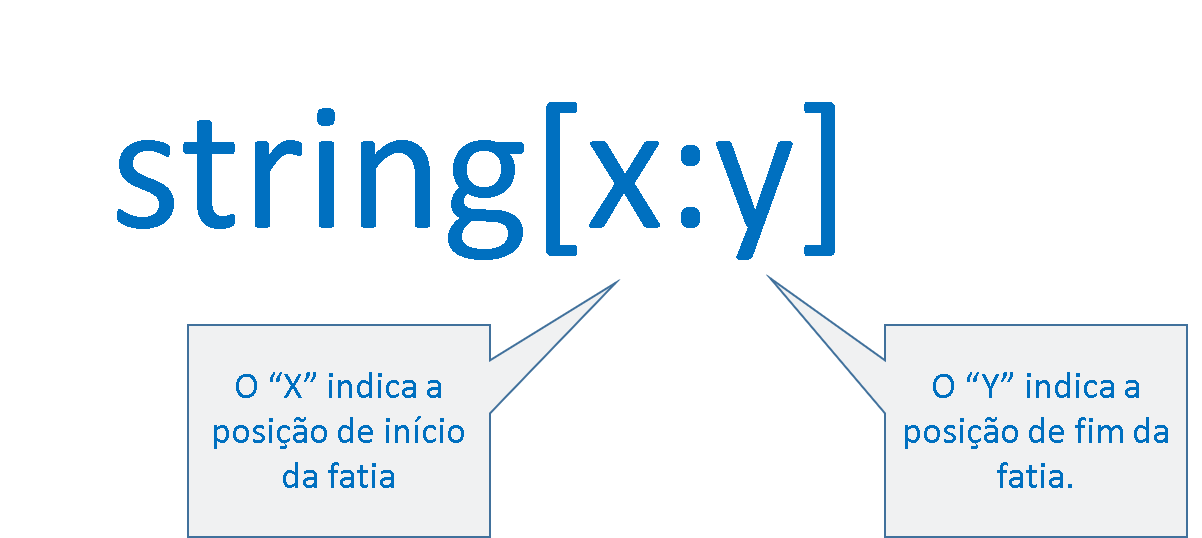 string[x:y]
O “X” indica a
posição de início
da fatia
O “Y” indica a
posição de fim da
fatia.